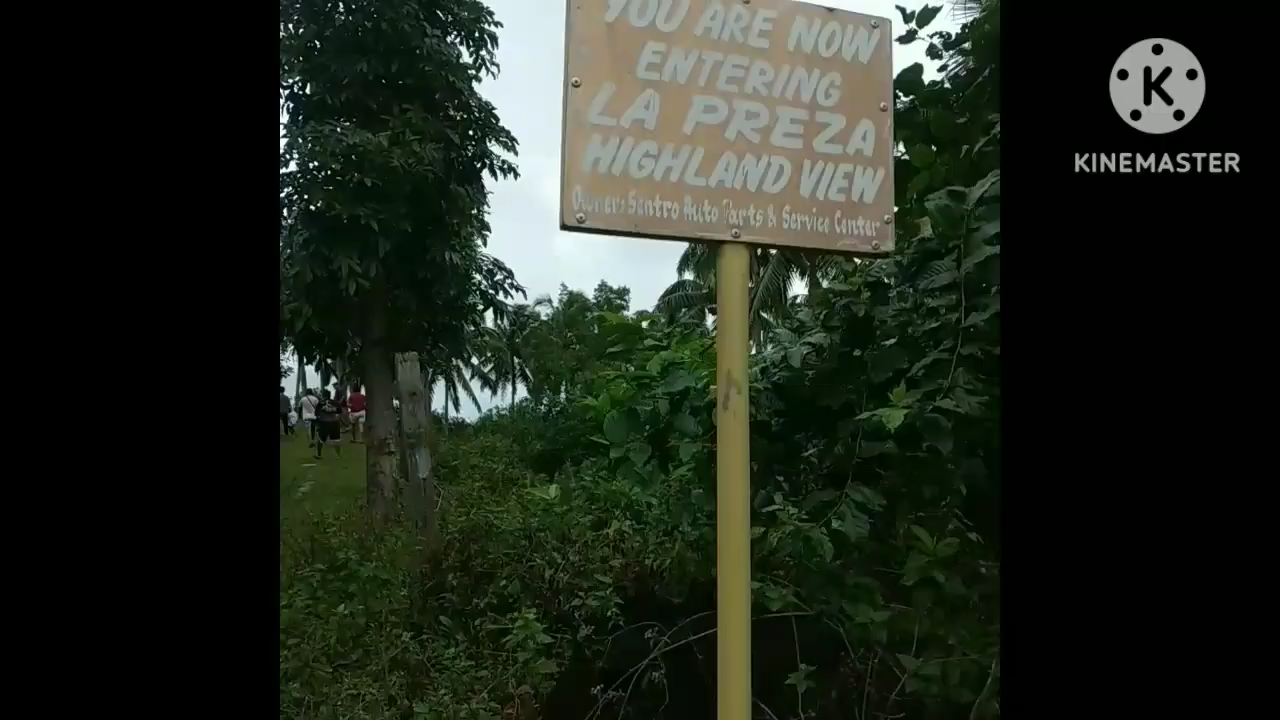 YOU ARE NOW
ENTERING
LA PREZA
HIGHLAND VIEW
Owner: Sentro Auto Parts & Service Center
K
KINEMASTER